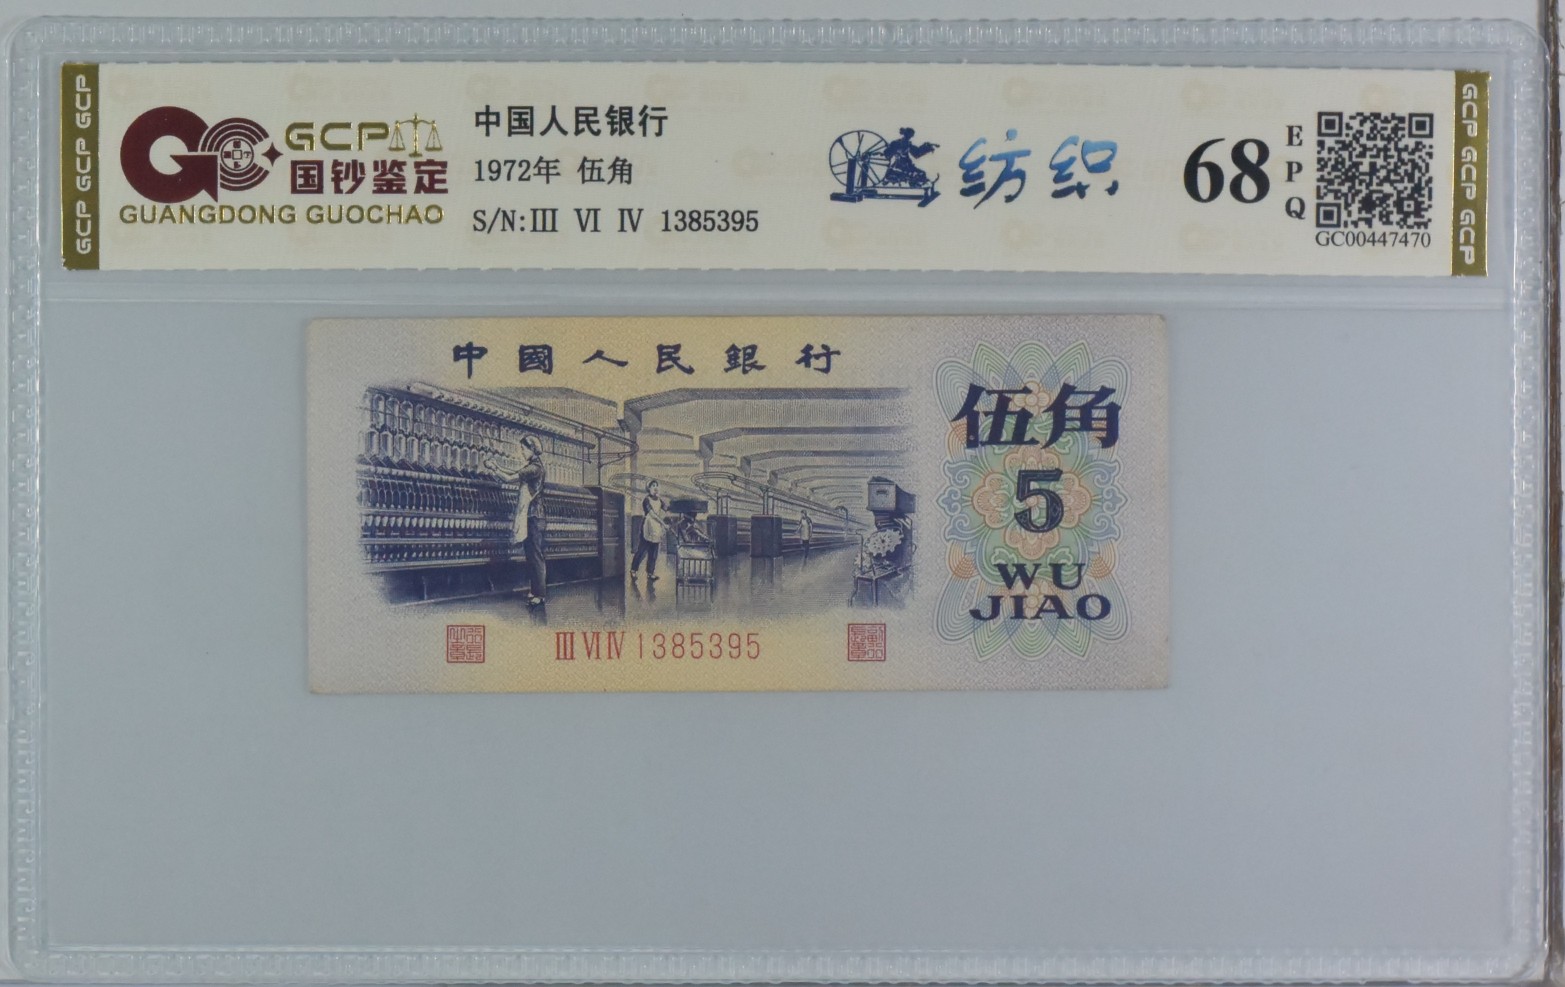 GCP GCP GCP
GCP
国钞鉴定
GUANGDONG GUOCHAO
中国人民银行
1972年 伍角
S/N:Ⅲ Ⅵ Ⅳ 1385395
纺织
68
EPQ
GC00447470
GCP GCP GCP
中國人民銀行
伍角
5
WU
JIAO
ⅢⅥⅣ 1385395